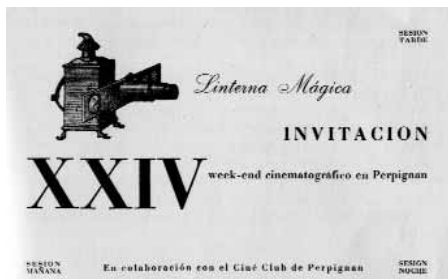 SESION
TARDE
Linterna Mágica
INVITACION
XXIV week-end cinematográfico en Perpignan
SESION
MAÑANA
En colaboración con el Ciné Club de Perpignan
SESION
NOCHE